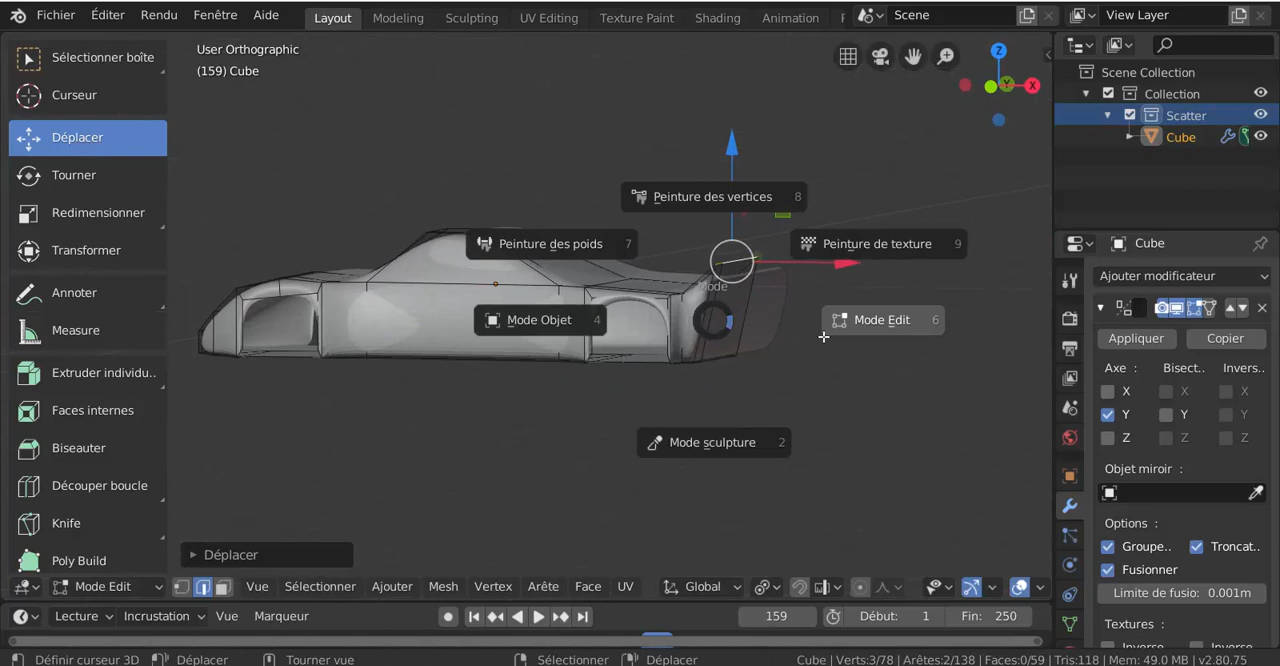 Fichier Éditer Rendu Fenêtre Aide Layout Modeling Sculpting UV Editing Texture Paint Shading Animation Scene View Layer
Sélectionner boîte
Curseur
Déplacer
Tourner
Redimensionner
Transformer
Annoter
Measure
Extruder individu..
Faces internes
Biseauter
Découper boucle
Knife
Poly Build
User Orthographic
(159) Cube
Z
Y
X
Peinture des vertices 8
Peinture des poids 7
Peinture de texture 9
Mode
Mode Objet 4
Mode Edit 6
Mode sculpture 2
Déplacer
Mode Edit Vue Sélectionner Ajouter Mesh Vertex Arête Face UV Global
Lecture Incrustation Vue Marqueur 159 Début: 1 Fin: 250
Définir curseur 3D Déplacer Tourner vue Sélectionner Déplacer Cube | Verts:3/78 | Arêtes:2/138 | Faces:0/59 | Tris:118 | Mem: 49.0 MB | v2.80.75
Scene Collection
Collection
Scatter
Cube
Cube
Ajouter modificateur
Appliquer Copier
Axe : Bisect.. Invers..
X X X
Y Y Y
Z Z Z
Objet miroir :
Options :
Groupe.. Troncat..
Fusionner
Limite de fusio: 0.001m
Textures :